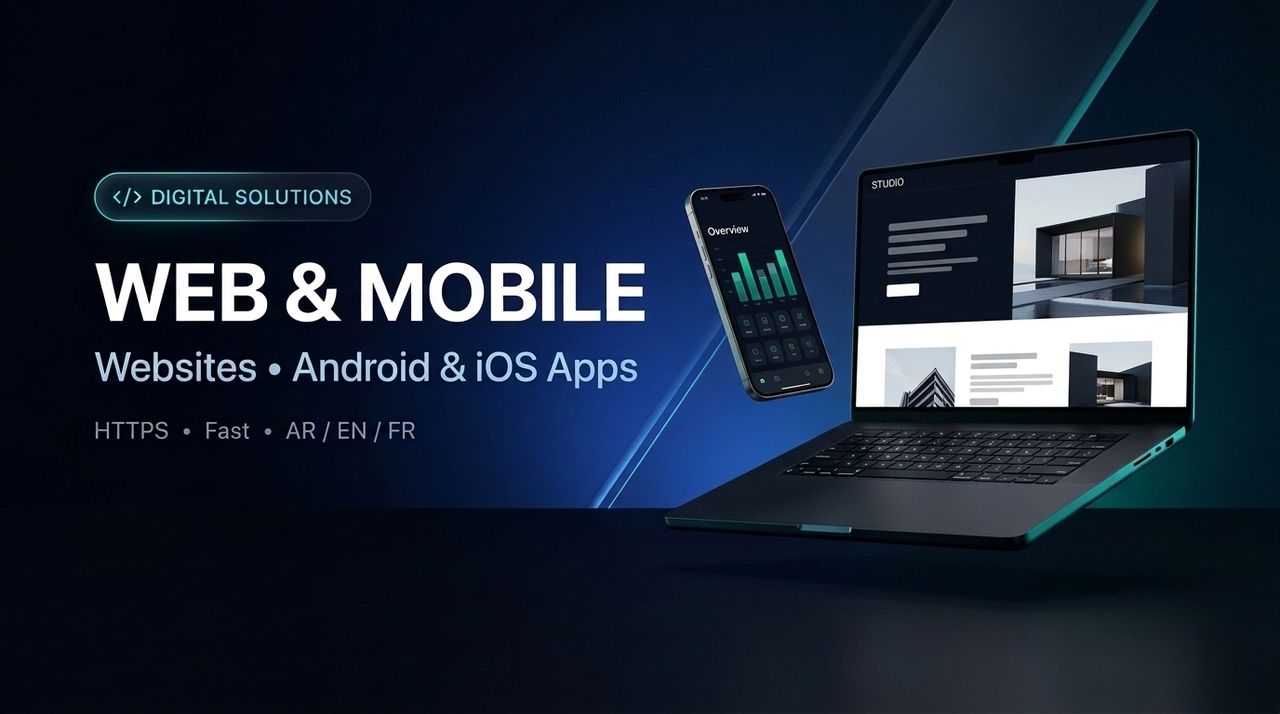 </> DIGITAL SOLUTIONS
WEB & MOBILE
Websites • Android & iOS Apps
HTTPS • Fast • AR / EN / FR
Overview
STUDIO